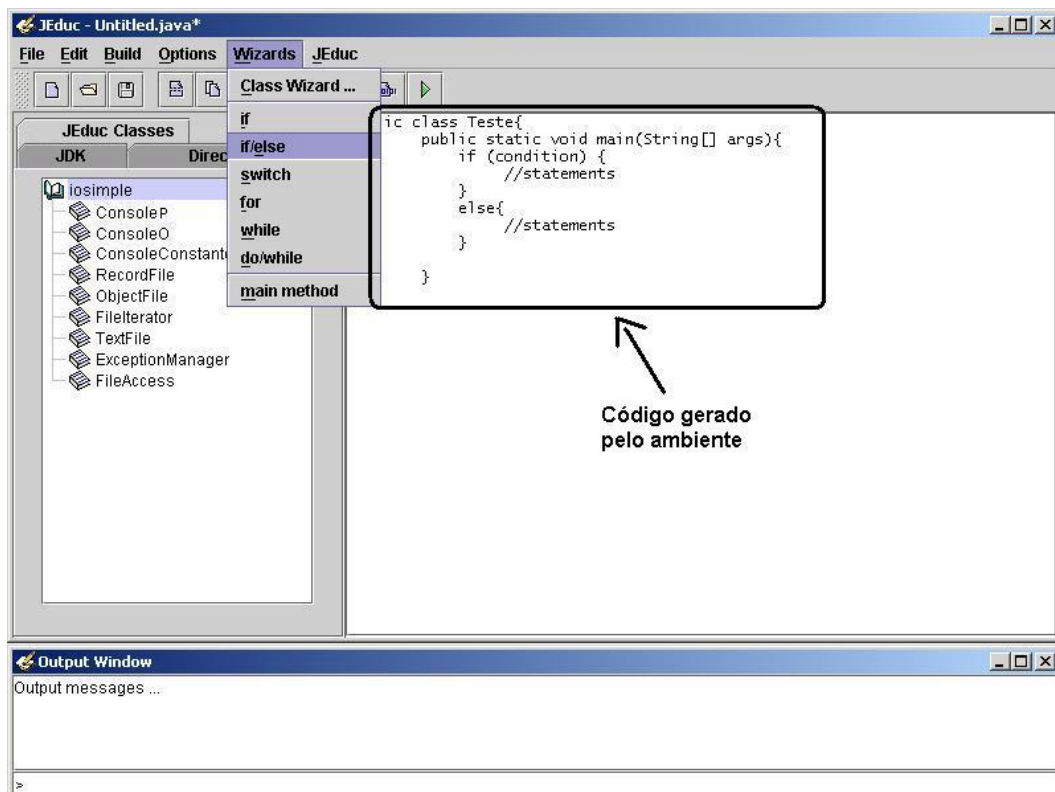 JEduc - Untitled.java*
File Edit Build Options Wizards JEduc
Class Wizard ...
if
if/else
switch
for
while
do/while
main method
JEduc Classes
JDK Direc
iosimple
ConsoleP
ConsoleO
ConsoleConstant
RecordFile
ObjectFile
FileIterator
TextFile
ExceptionManager
FileAccess
ic class Teste{
public static void main(String[] args){
if (condition) {
//statements
}
else{
//statements
}
}
Código gerado
pelo ambiente
Output Window
Output messages ...
>